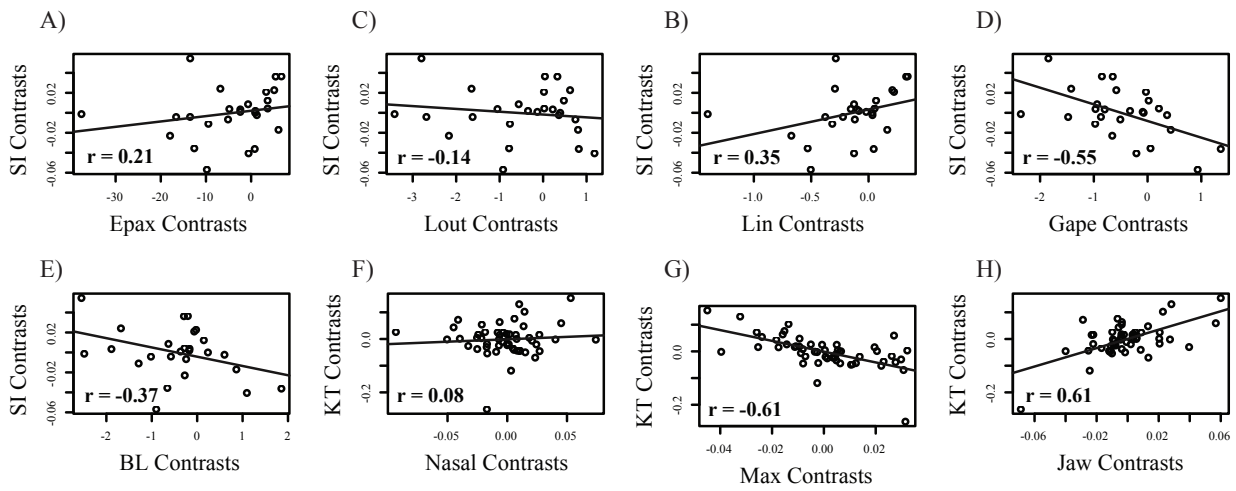 A)
C)
B)
D)
SI Contrasts
0.02
-0.02
-0.06
r = 0.21
-30
-20
-10
0
Epax Contrasts
SI Contrasts
0.02
-0.02
-0.06
r = -0.14
-3
-2
-1
0
1
Lout Contrasts
SI Contrasts
0.02
-0.02
-0.06
r = 0.35
-1.0
-0.5
0.0
Lin Contrasts
SI Contrasts
0.02
-0.02
-0.06
r = -0.55
-2
-1
0
1
Gape Contrasts
E)
F)
G)
H)
SI Contrasts
0.02
-0.02
-0.06
r = -0.37
-2
-1
0
1
2
BL Contrasts
KT Contrasts
0.0
-0.2
r = 0.08
-0.05
0.00
0.05
Nasal Contrasts
KT Contrasts
0.0
-0.2
r = -0.61
-0.04
-0.02
0.00
0.02
Max Contrasts
KT Contrasts
0.0
-0.2
r = 0.61
-0.06
-0.02
0.02
0.06
Jaw Contrasts